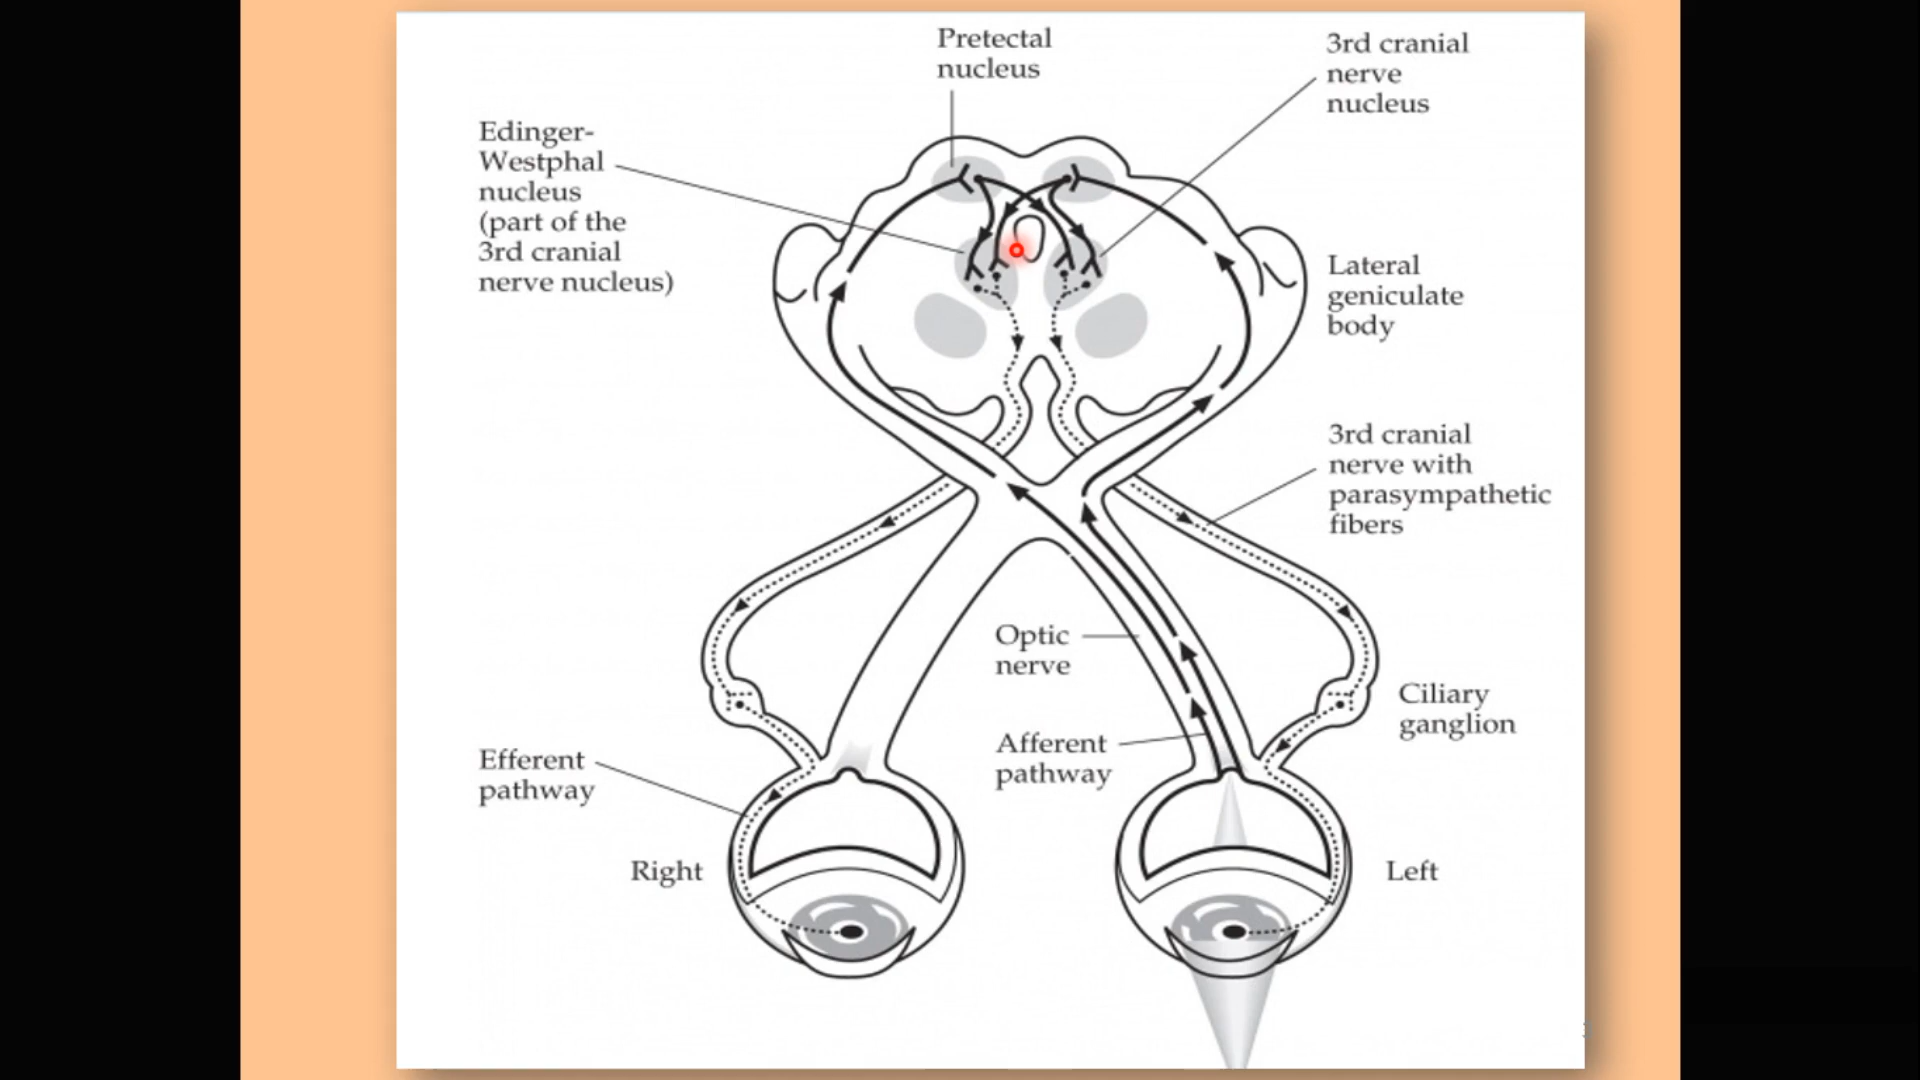 Pretectal
nucleus
3rd cranial
nerve
nucleus
Edinger-
Westphal
nucleus
(part of the
3rd cranial
nerve nucleus)
Lateral
geniculate
body
3rd cranial
nerve with
parasympathetic
fibers
Optic
nerve
Ciliary
ganglion
Afferent
pathway
Efferent
pathway
Right
Left